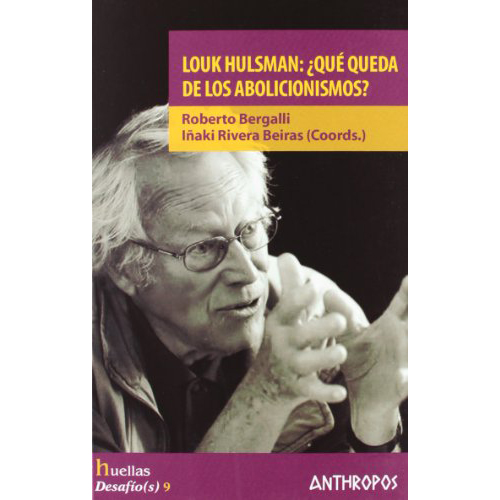 LOUK HULSMAN: ¿QUÉ QUEDA
DE LOS ABOLICIONISMOS?
Roberto Bergalli
Iñaki Rivera Beiras (Coords.)
huellas
Desafío(s) 9
ANTHROPOS